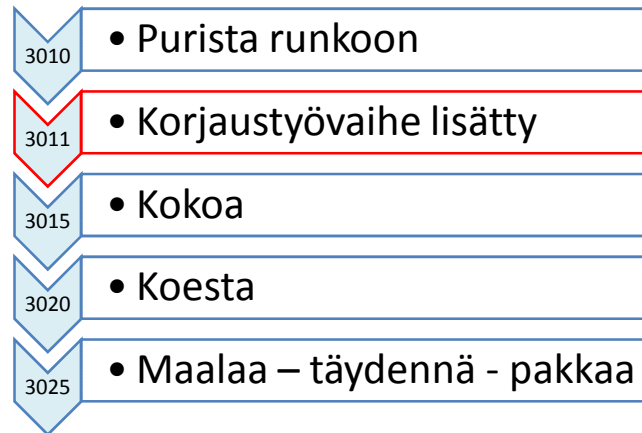 3010 • Purista runkoon
3011 • Korjaustyövaihe lisätty
3015 • Kokoa
3020 • Koesta
3025 • Maalaa – täydennä - pakkaa